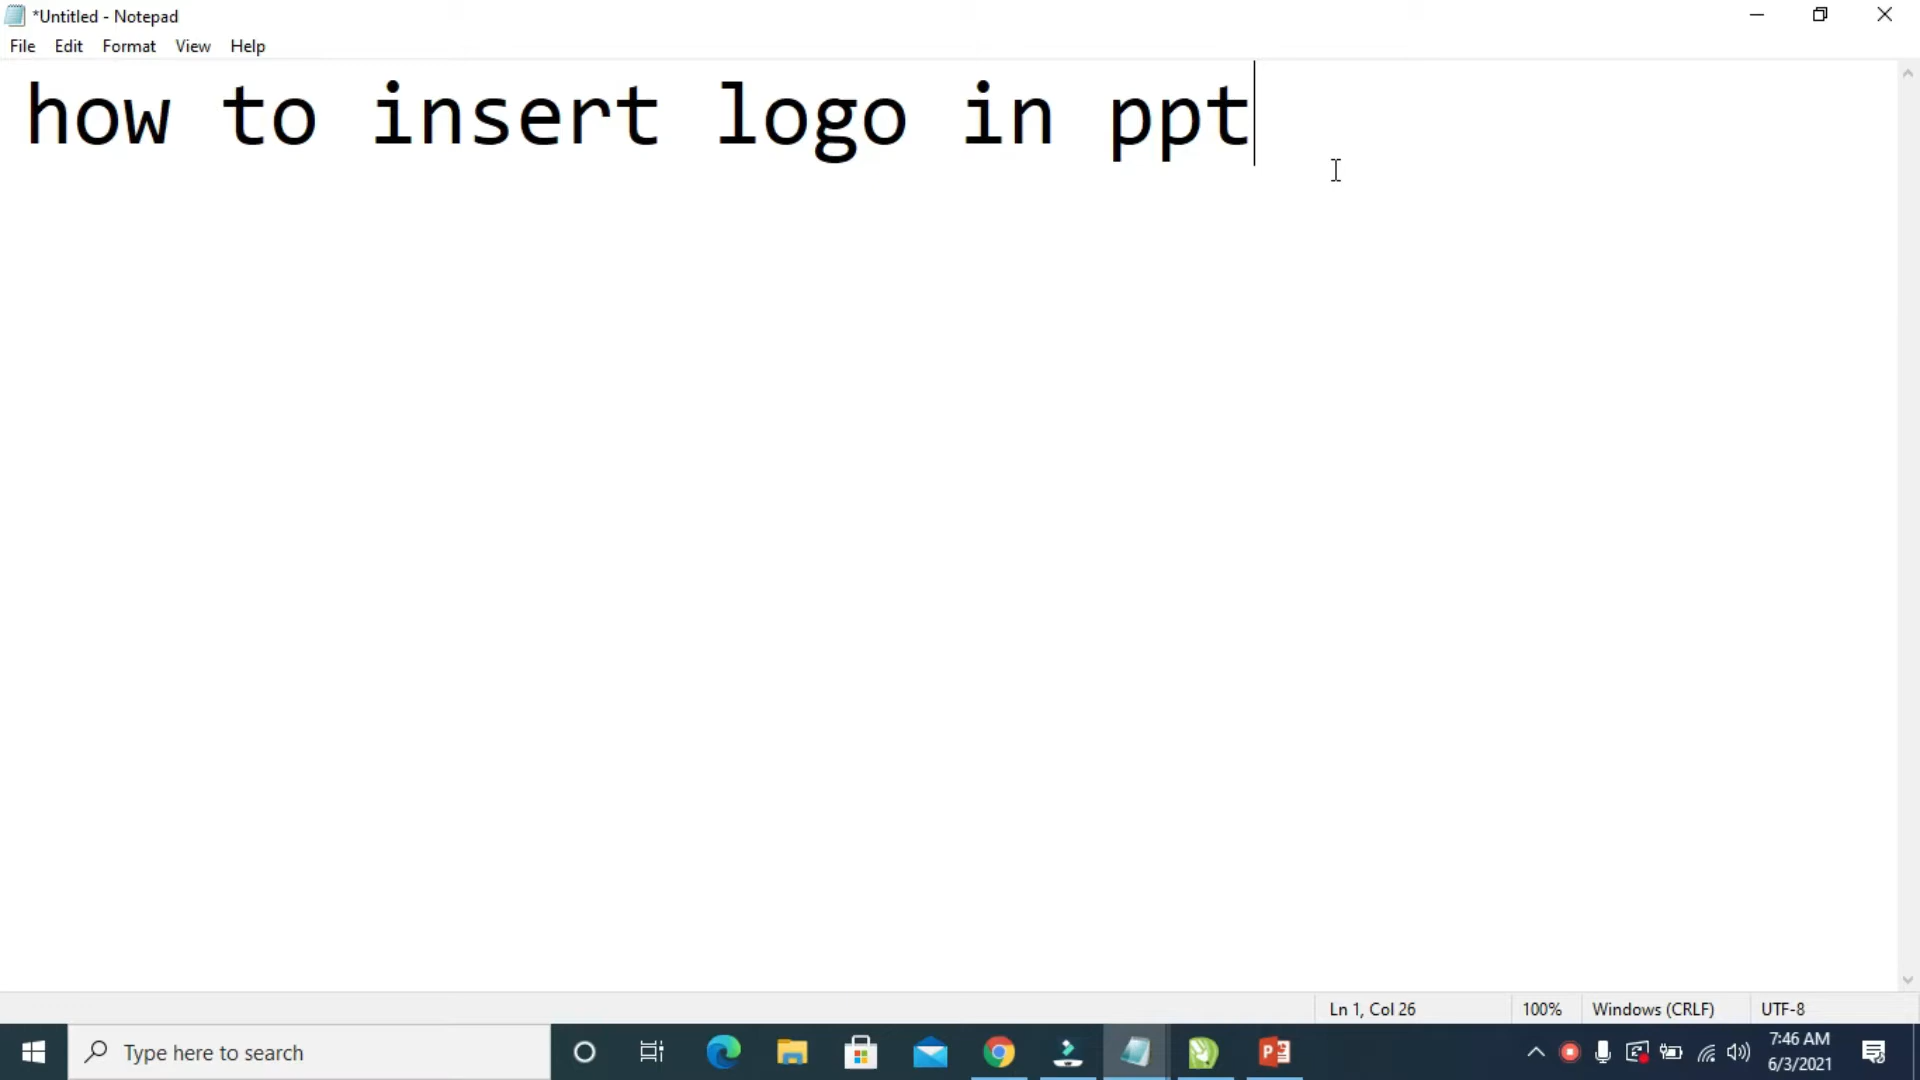 *Untitled - Notepad
File Edit Format View Help
how to insert logo in ppt
Ln 1, Col 26 100% Windows (CRLF) UTF-8
Type here to search
7:46 AM
6/3/2021